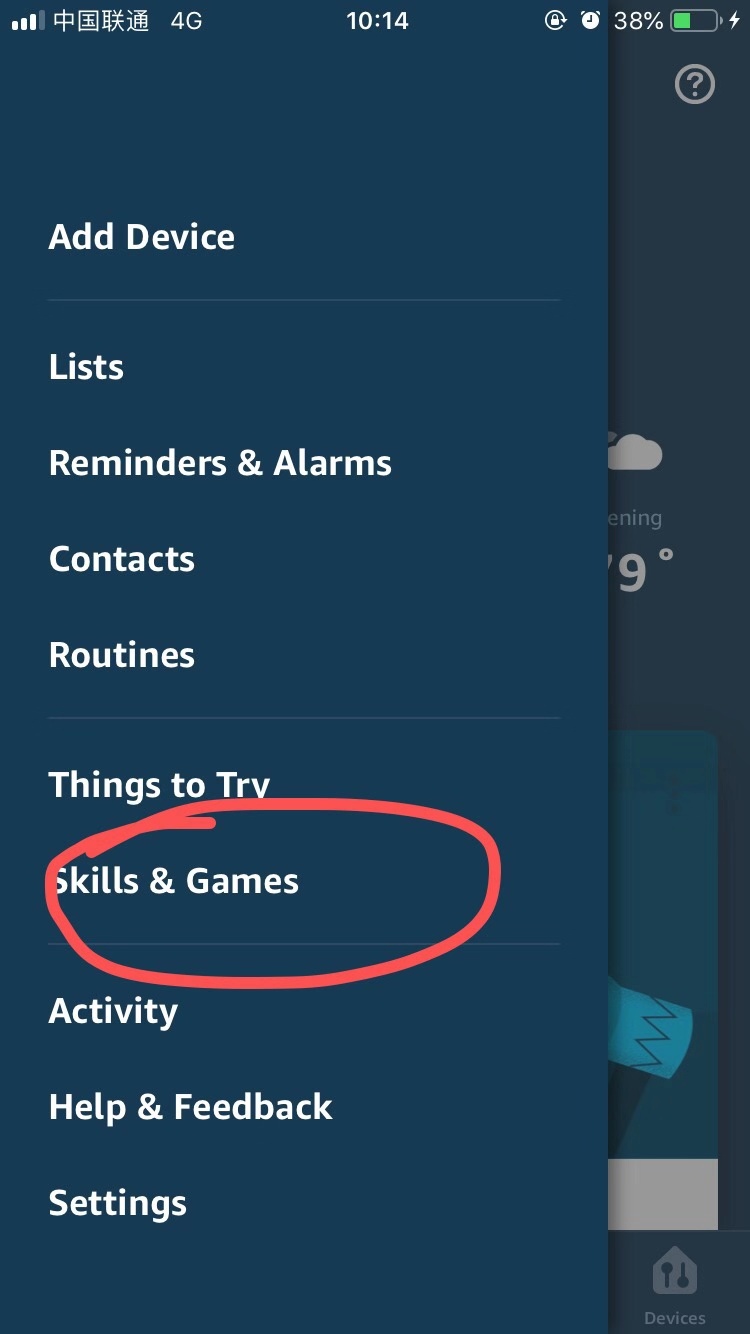 中国联通 4G 10:14 38%
Add Device
Lists
Reminders & Alarms
Contacts
ening
Routines
Things to Try
Skills & Games
Activity
Help & Feedback
Settings
Devices